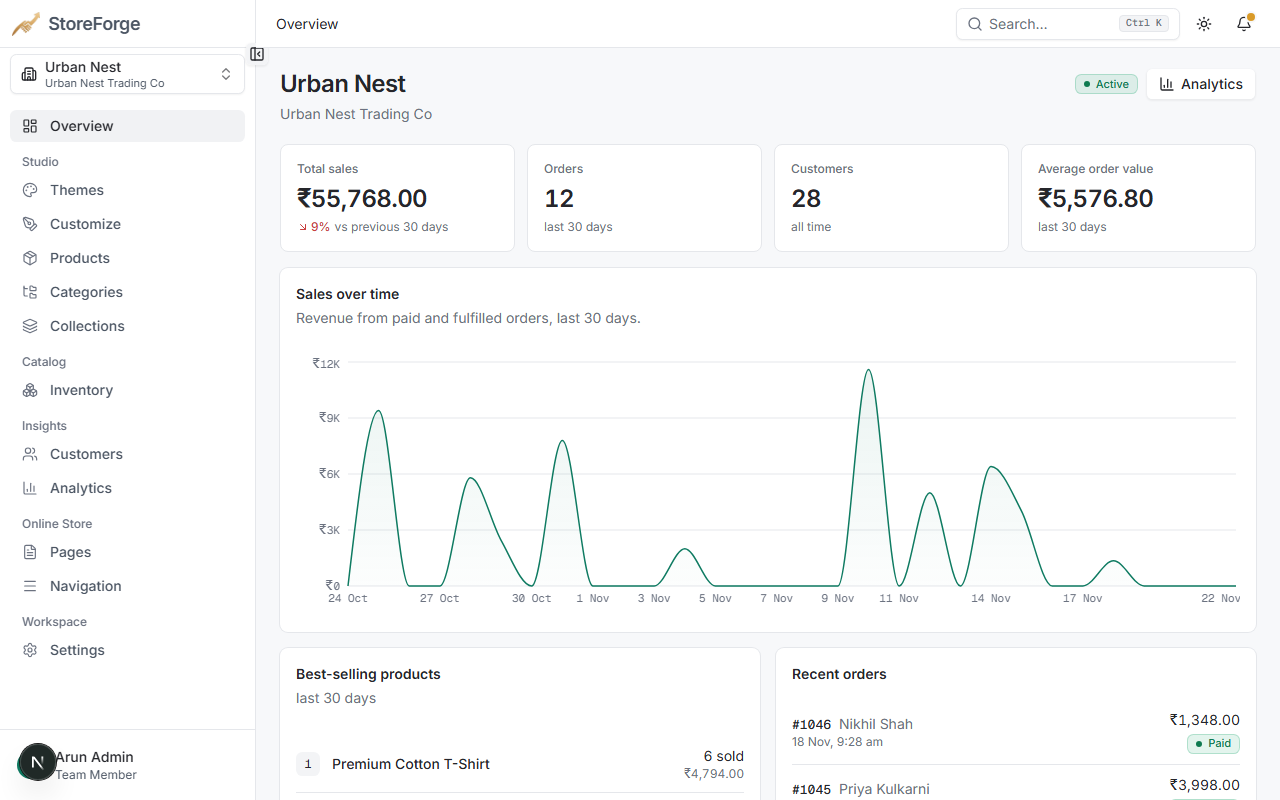 StoreForge
Overview
Search...
Ctrl K
Urban Nest
Urban Nest Trading Co
Overview
Studio
Themes
Customize
Products
Categories
Collections
Catalog
Inventory
Insights
Customers
Analytics
Online Store
Pages
Navigation
Workspace
Settings
N
Arun Admin
Team Member
Urban Nest
Urban Nest Trading Co
Active
Analytics
Total sales
₹55,768.00
9% vs previous 30 days
Orders
12
last 30 days
Customers
28
all time
Average order value
₹5,576.80
last 30 days
Sales over time
Revenue from paid and fulfilled orders, last 30 days.
₹12K
₹9K
₹6K
₹3K
₹0
24 Oct 27 Oct 30 Oct 1 Nov 3 Nov 5 Nov 7 Nov 9 Nov 11 Nov 14 Nov 17 Nov 22 Nov
Best-selling products
last 30 days
1 Premium Cotton T-Shirt
6 sold
₹4,794.00
Recent orders
#1046 Nikhil Shah
18 Nov, 9:28 am
₹1,348.00
Paid
#1045 Priya Kulkarni
₹3,998.00